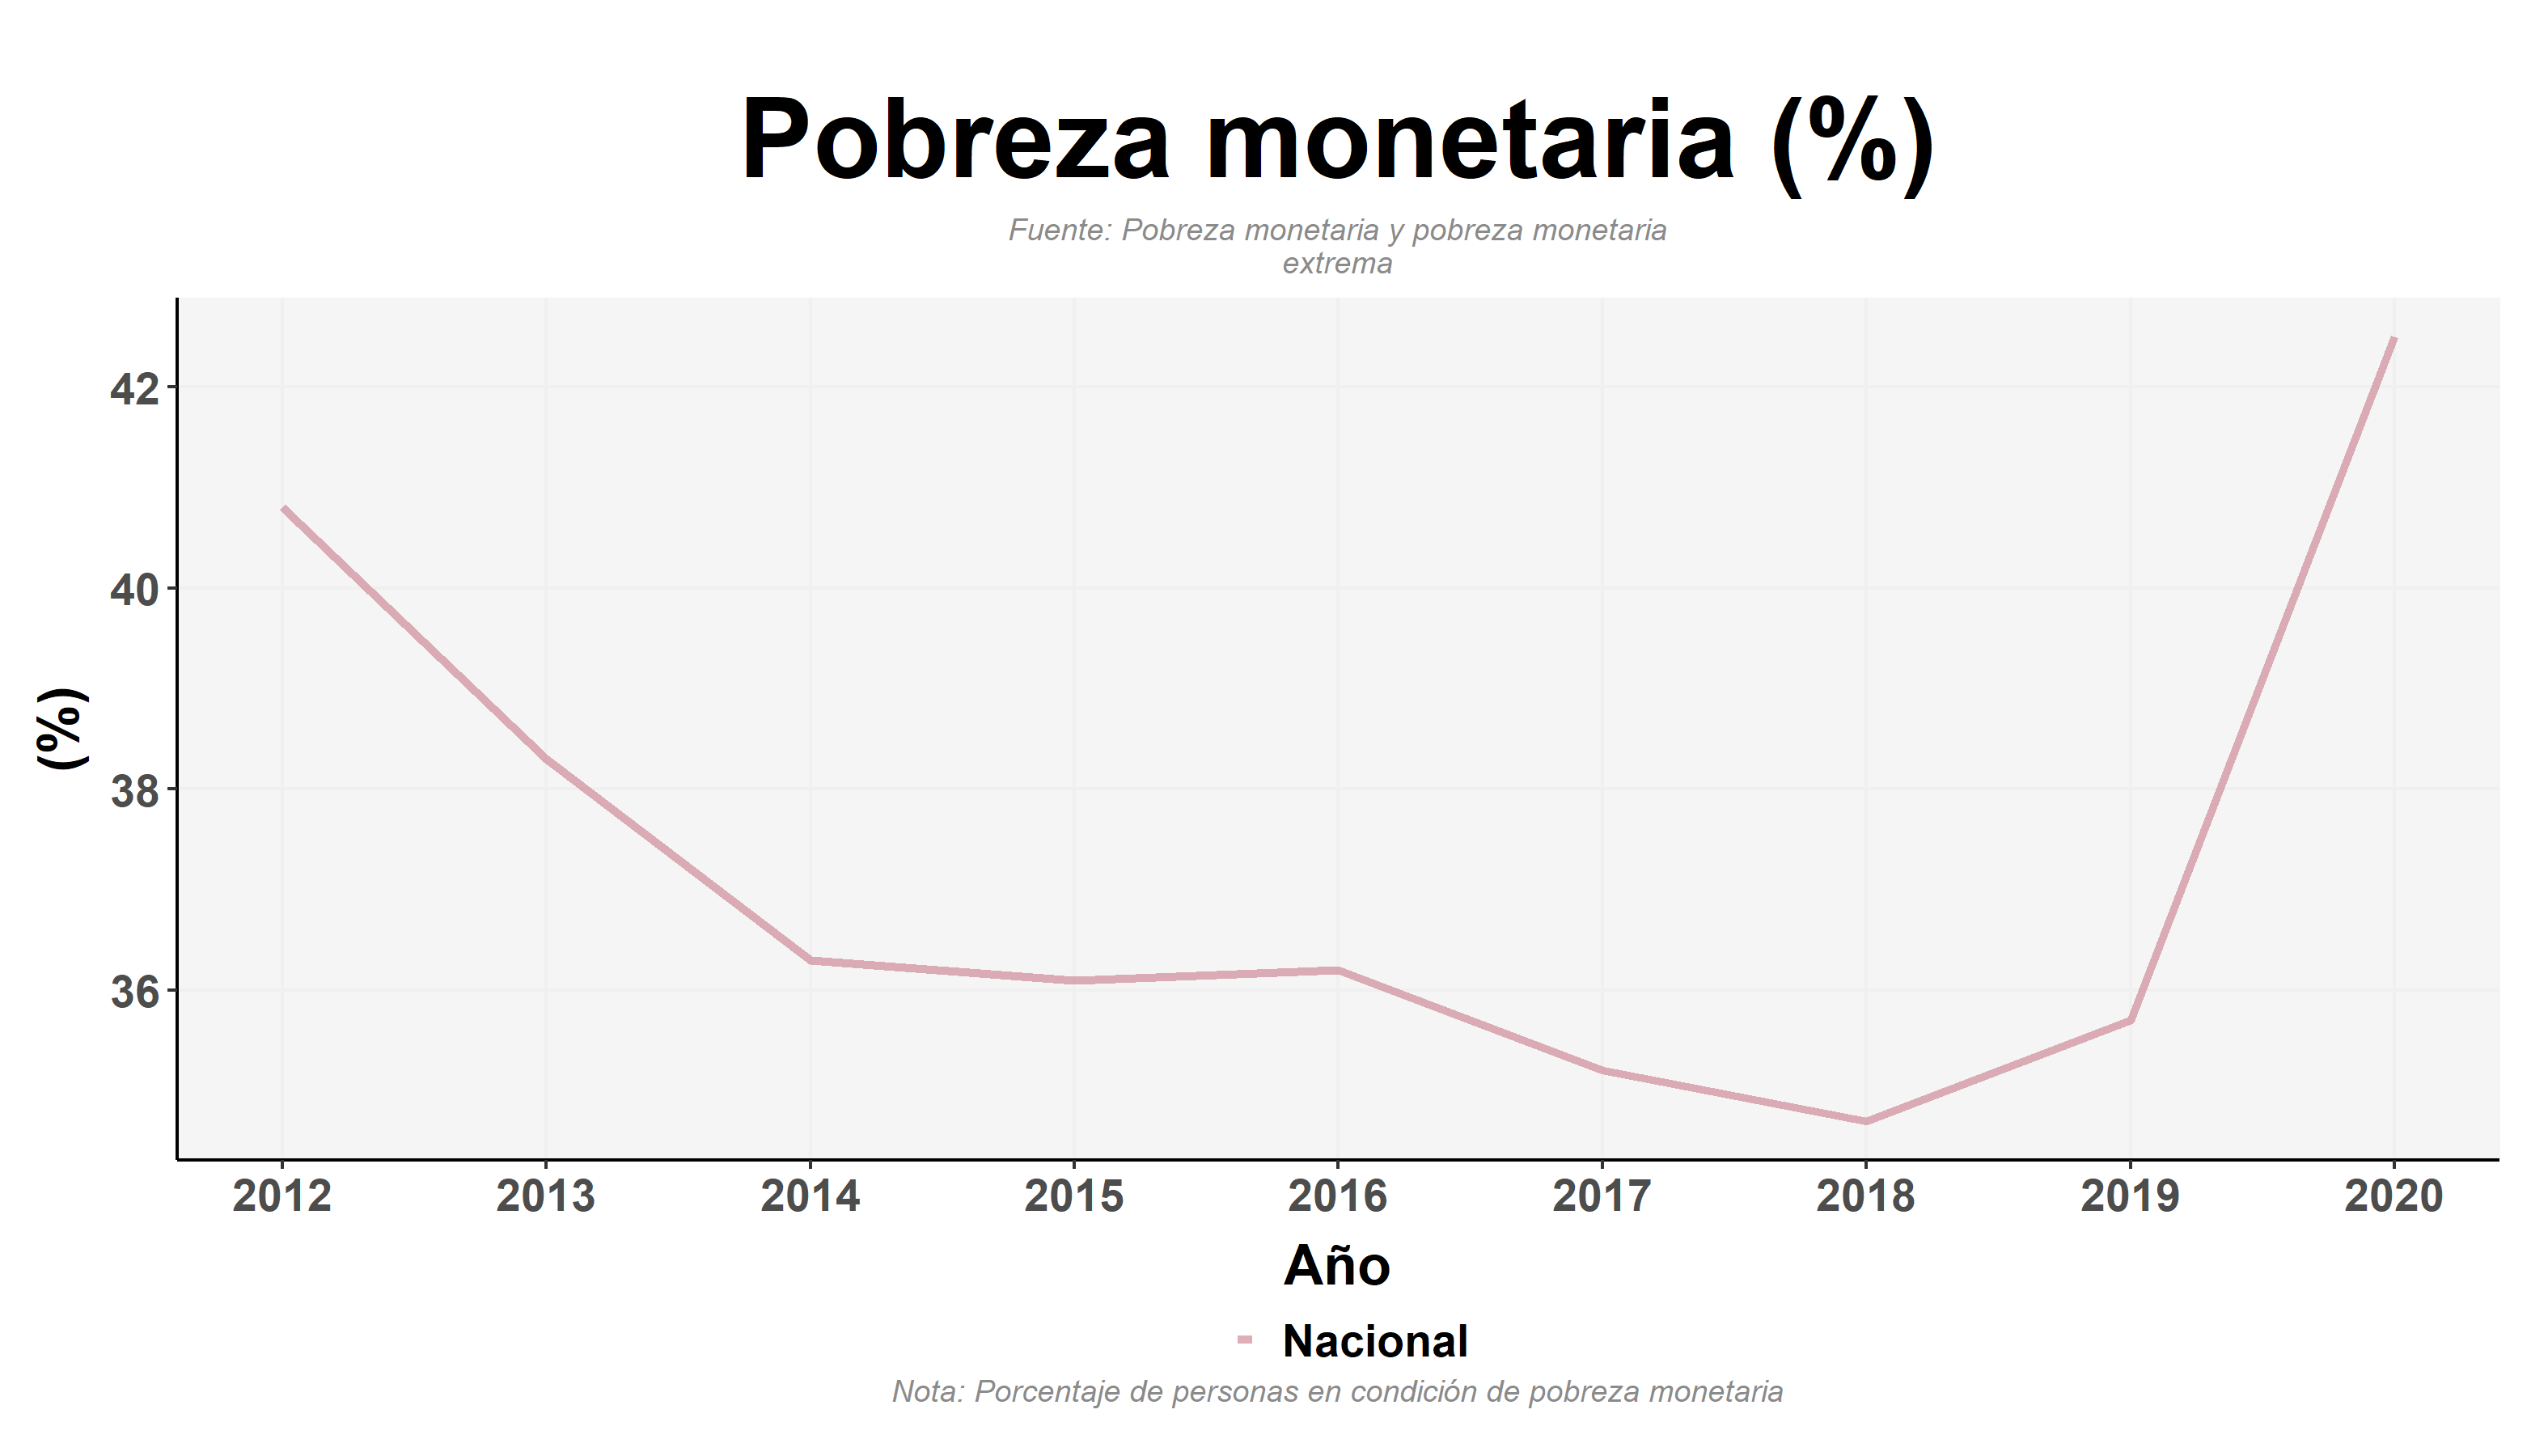 Pobreza monetaria (%)
Fuente: Pobreza monetaria y pobreza monetaria
extrema
(%)
42
40
38
36
2012 2013 2014 2015 2016 2017 2018 2019 2020
Año
Nacional
Nota: Porcentaje de personas en condición de pobreza monetaria